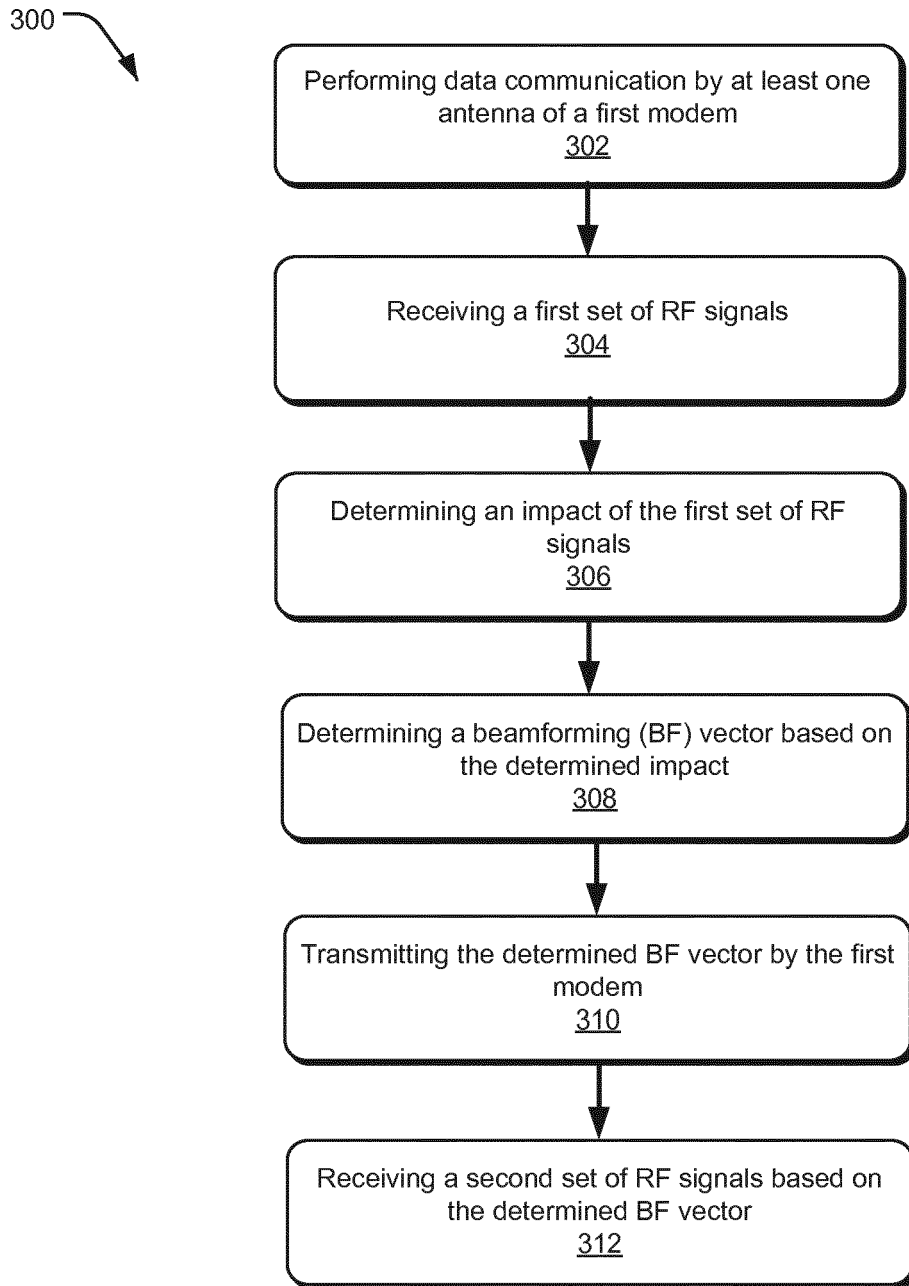 300
Performing data communication by at least one
antenna of a first modem
302
Receiving a first set of RF signals
304
Determining an impact of the first set of RF
signals
306
Determining a beamforming (BF) vector based on
the determined impact
308
Transmitting the determined BF vector by the first
modem
310
Receiving a second set of RF signals based on
the determined BF vector
312